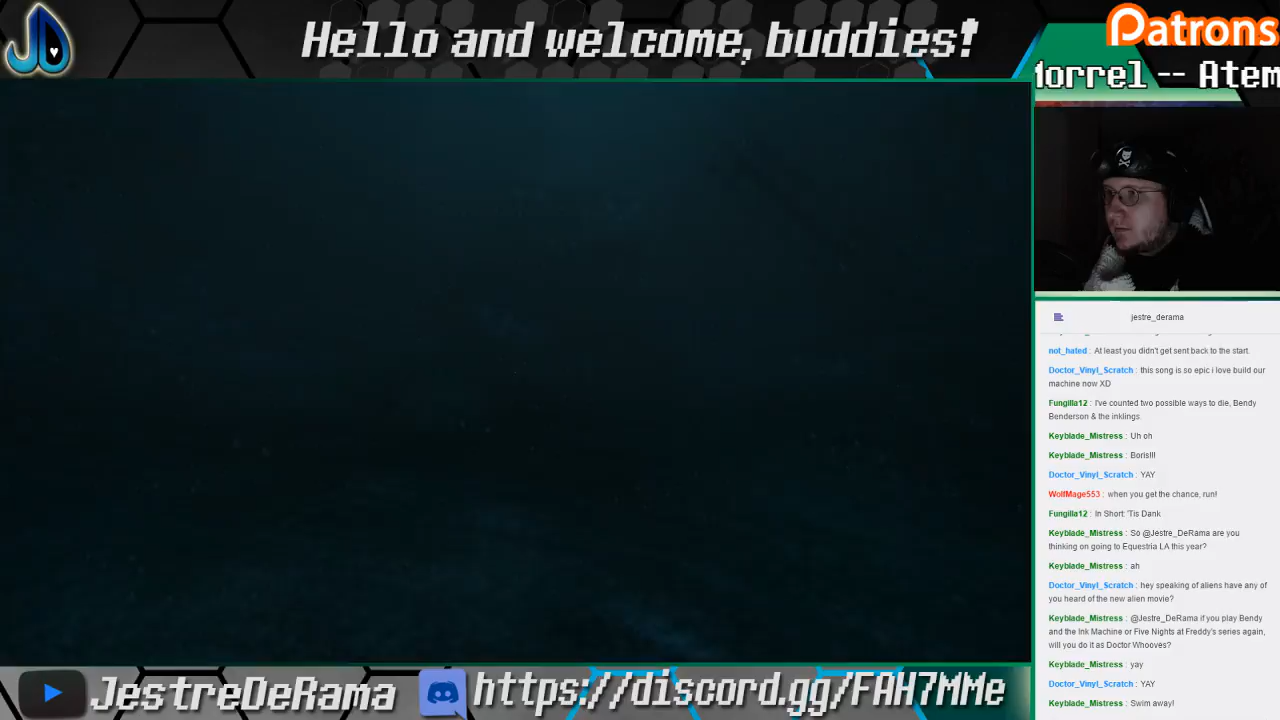 Hello and welcome, buddies!
Patrons
Morrel -- Atem
jestre_derama
not_hated : At least you didn't get sent back to the start.
Doctor_Vinyl_Scratch : this song is so epic i love build our
machine now XD
Fungilla12 : I've counted two possible ways to die, Bendy
Benderson & the inklings.
Keyblade_Mistress : Uh oh
Keyblade_Mistress : Boris!!!
Doctor_Vinyl_Scratch : YAY
WolfMage553 : when you get the chance, run!
Fungilla12 : In Short: 'Tis Dank
Keyblade_Mistress : So @Jestre_DeRama are you
thinking on going to Equestria LA this year?
Keyblade_Mistress : ah
Doctor_Vinyl_Scratch : hey speaking of aliens have any of
you heard of the new alien movie?
Keyblade_Mistress : @Jestre_DeRama if you play Bendy
and the Ink Machine or Five Nights at Freddy's series again,
will you do it as Doctor Whooves?
Keyblade_Mistress : yay
Doctor_Vinyl_Scratch : YAY
Keyblade_Mistress : Swim away!
JestreDeRama
https://discord.gg/FAH7MMe